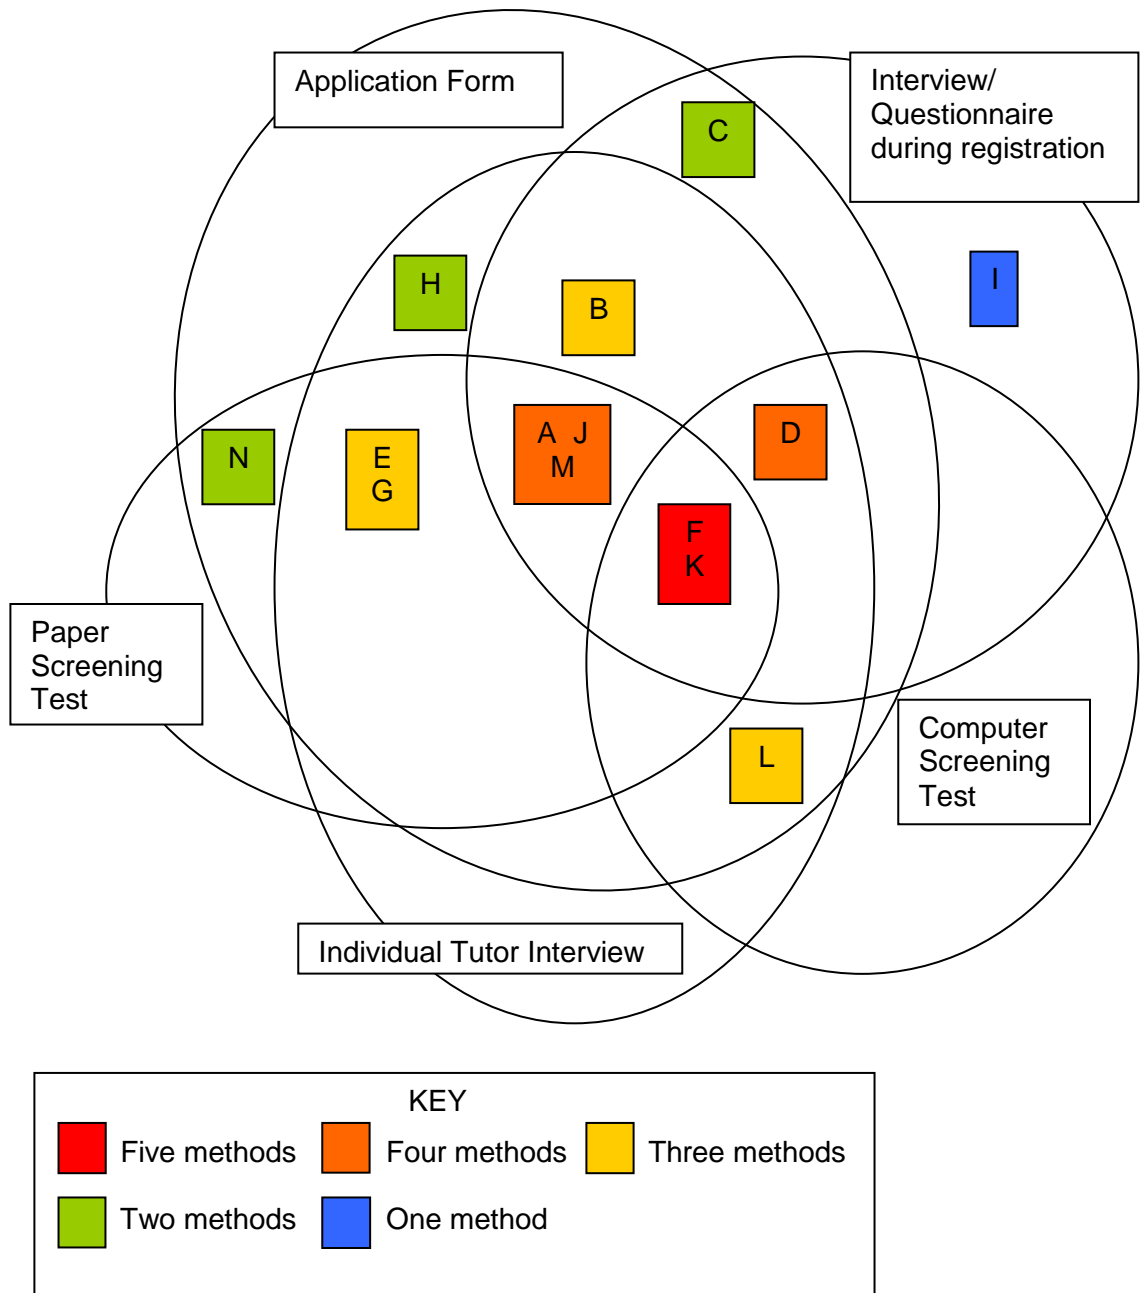 Application Form
Interview/
Questionnaire
during registration
C
H
B
I
N
E
G
A J
M
D
F
K
Paper
Screening
Test
L
Computer
Screening
Test
Individual Tutor Interview
KEY
Five methods
Four methods
Three methods
Two methods
One method